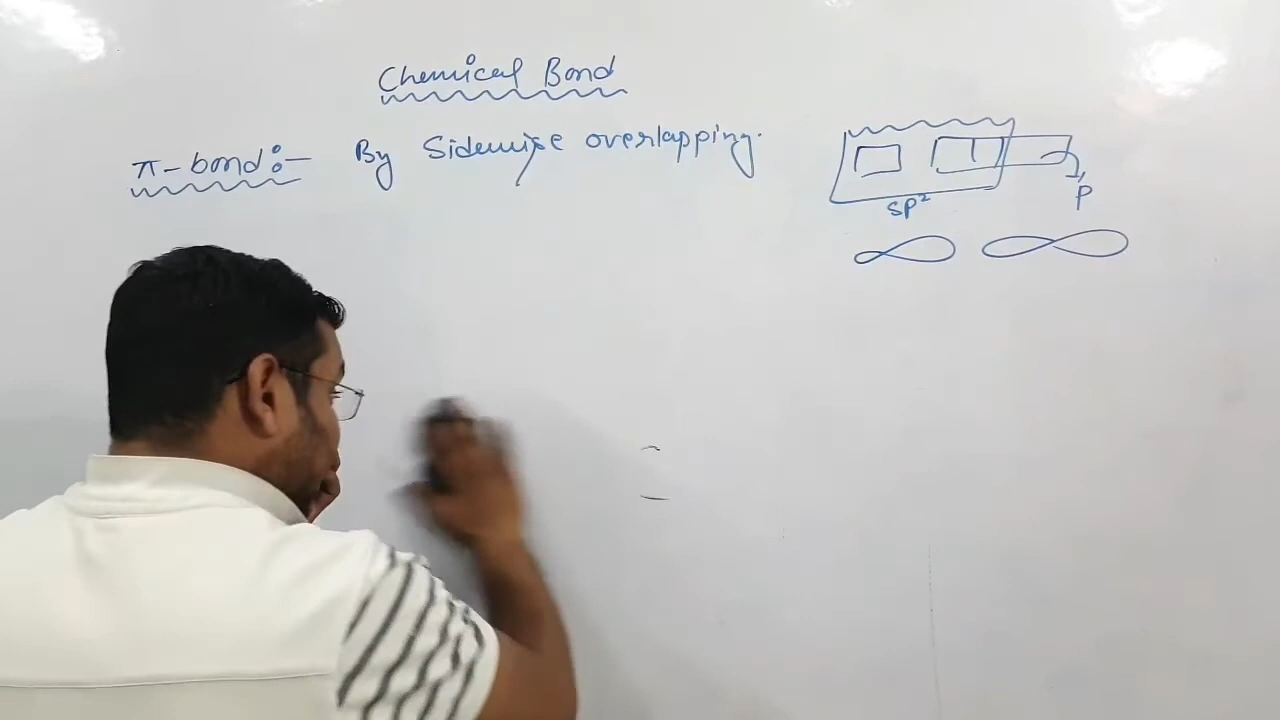 Chemical Bond
π-bond:- By Sidewise overlapping.
sp²
p